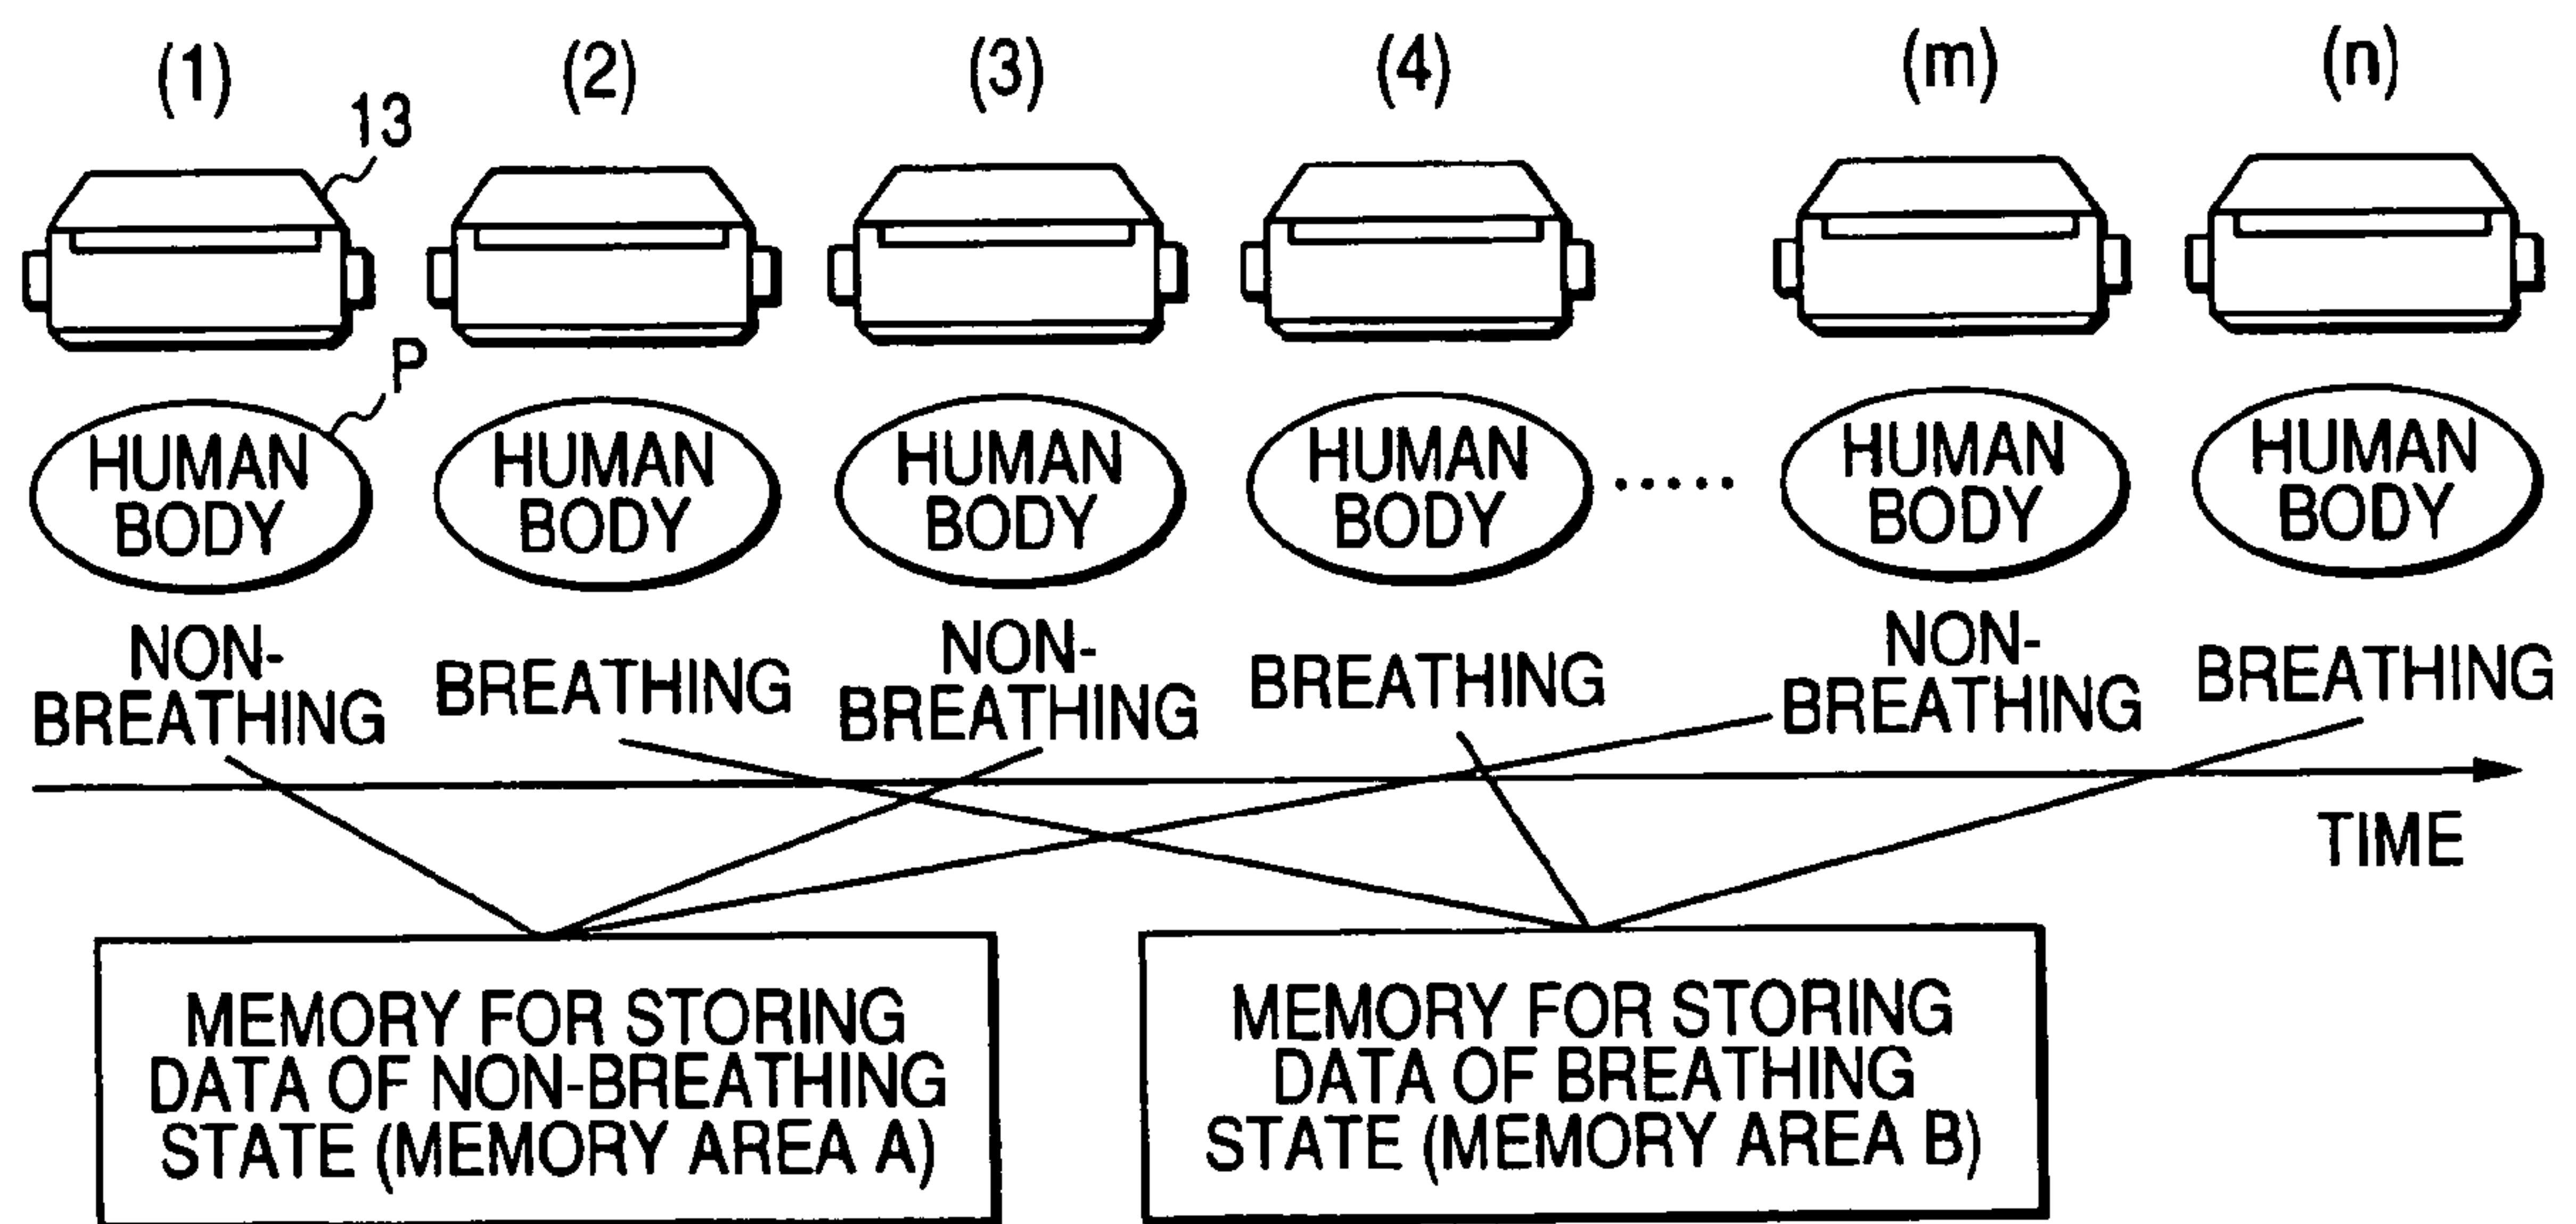 (1) (2) (3) (4) (m) (n)
13
P
HUMAN BODY
HUMAN BODY
HUMAN BODY
HUMAN BODY
.....
HUMAN BODY
HUMAN BODY
NON-
BREATHING
BREATHING
NON-
BREATHING
BREATHING
NON-
BREATHING
BREATHING
TIME
MEMORY FOR STORING
DATA OF NON-BREATHING
STATE (MEMORY AREA A)
MEMORY FOR STORING
DATA OF BREATHING
STATE (MEMORY AREA B)